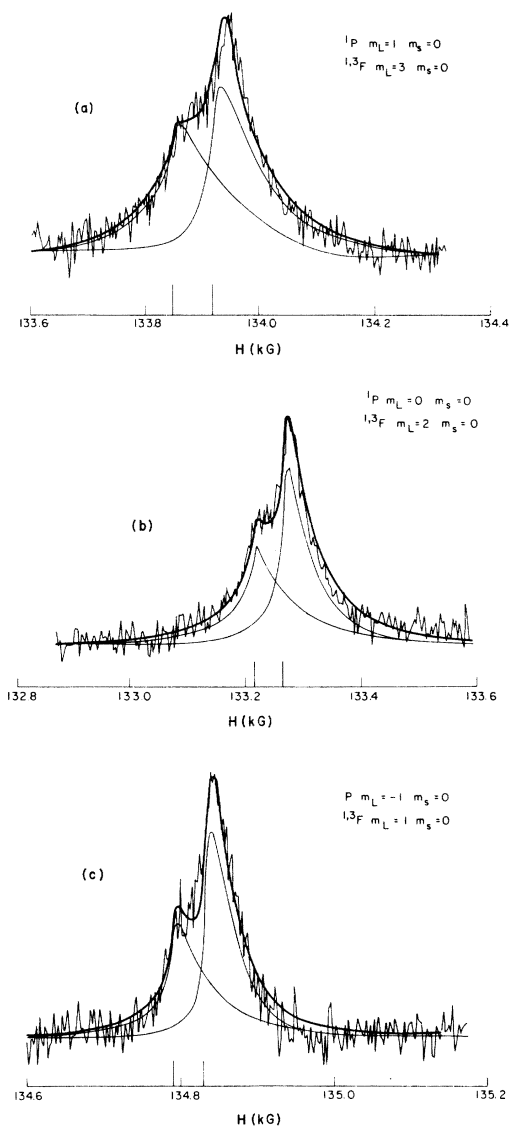 ¹P m_L=1 m_s=0
¹,³F m_L=3 m_s=0
(a)
133.6 133.8 134.0 134.2 134.4
H (kG)
¹P m_L=0 m_s=0
¹,³F m_L=2 m_s=0
(b)
132.8 133.0 133.2 133.4 133.6
H (kG)
P m_L=-1 m_s=0
¹,³F m_L=1 m_s=0
(c)
134.6 134.8 135.0 135.2
H (kG)